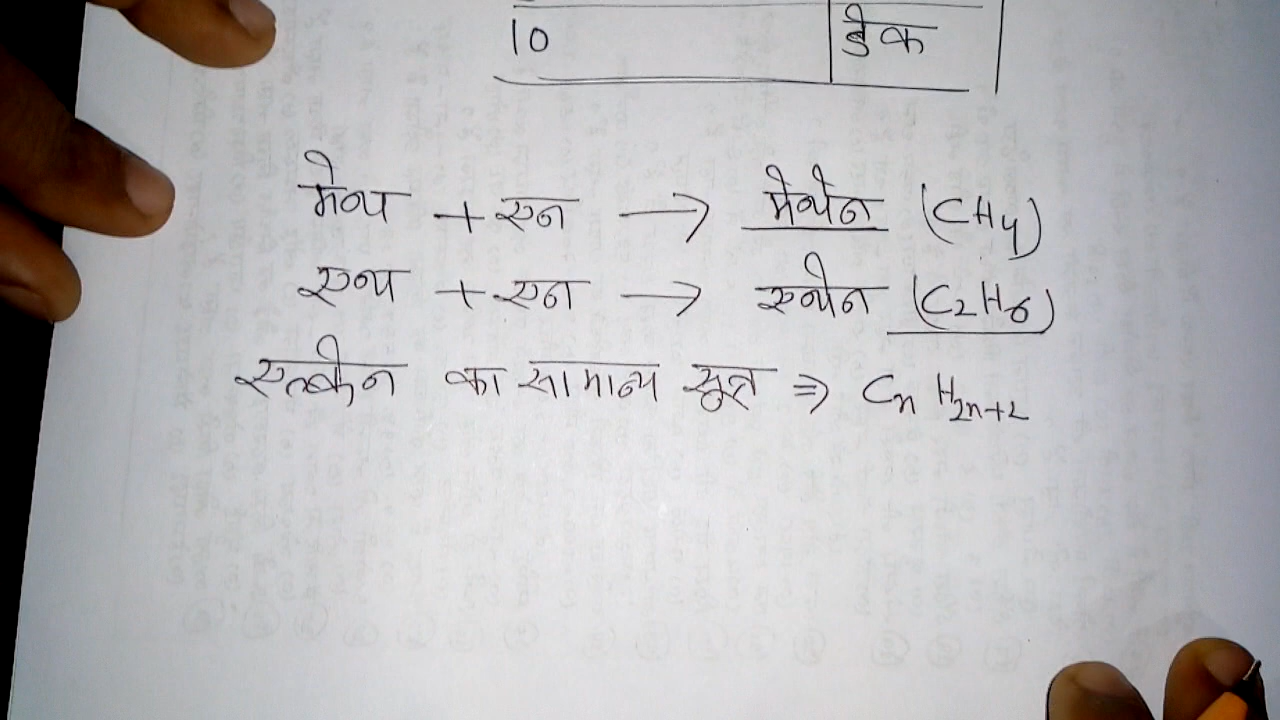 10 डेक
मेथ + एन → मेथेन (CH4)
एथ + एन → एथेन (C2H6)
एल्केन का सामान्य सुत्र ⇒ CnH2n+2